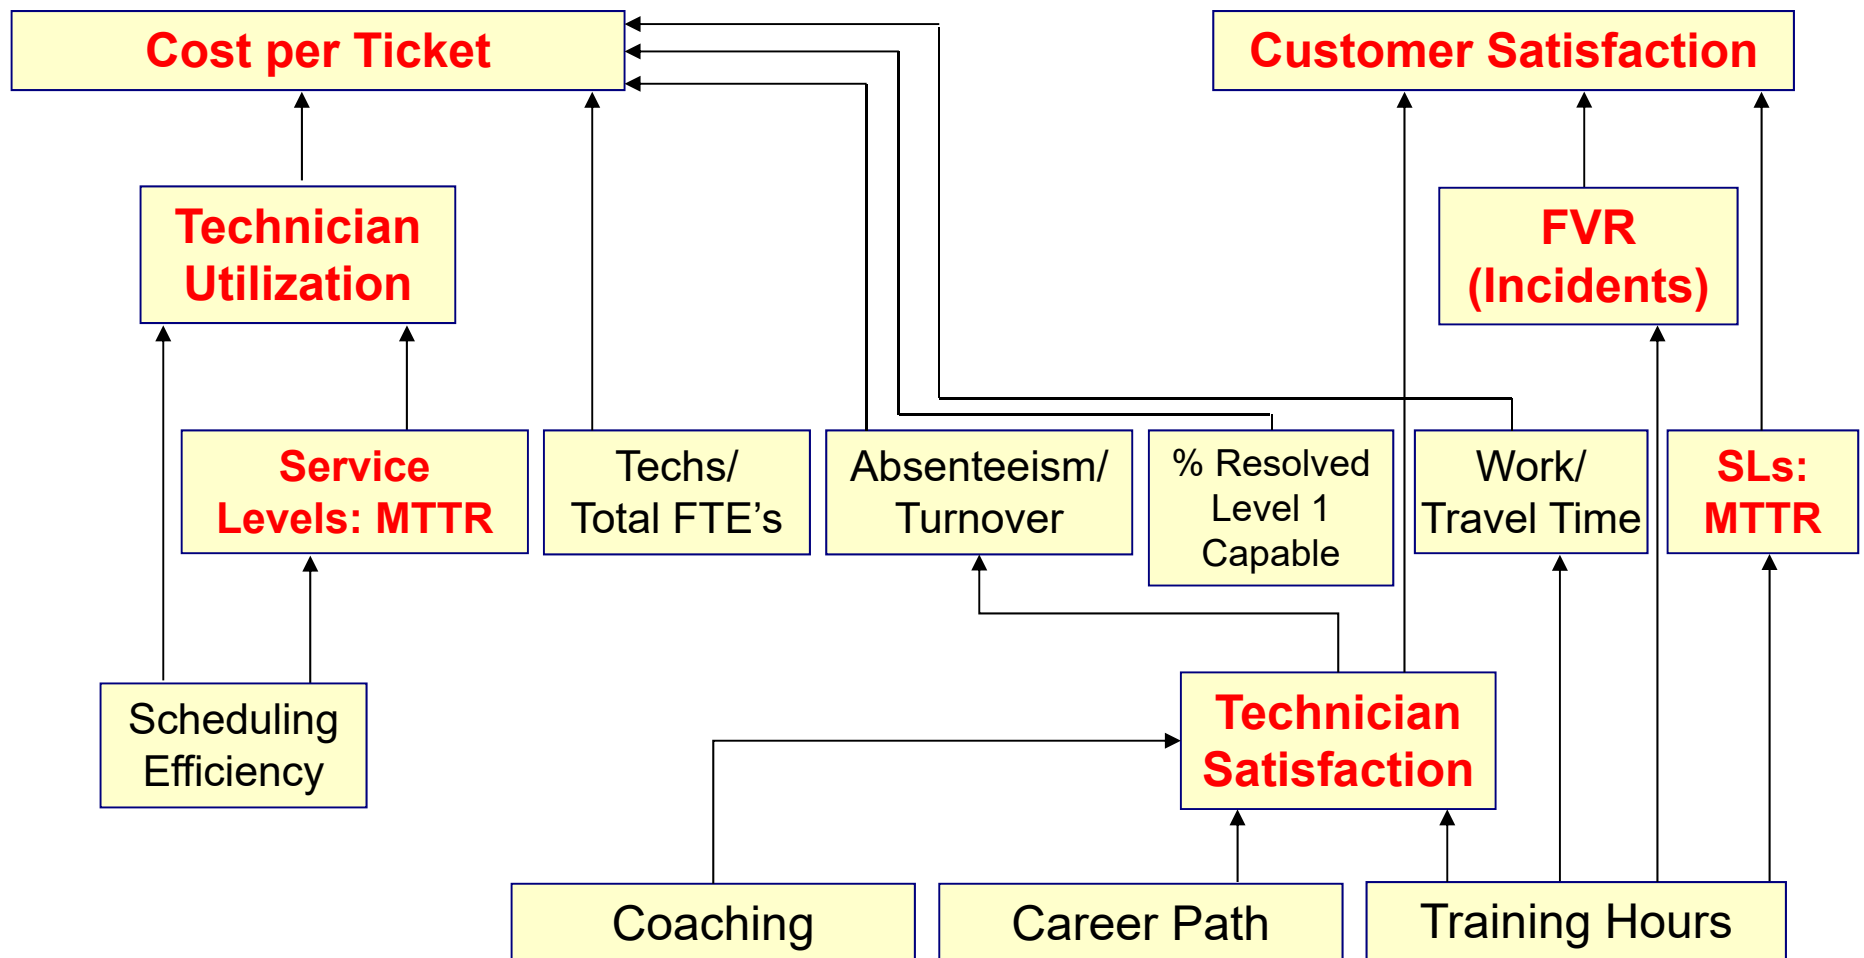 Cost per Ticket
Customer Satisfaction
Technician
Utilization
FVR
(Incidents)
Service
Levels: MTTR
Techs/
Total FTE’s
Absenteeism/
Turnover
% Resolved
Level 1
Capable
Work/
Travel Time
SLs:
MTTR
Scheduling
Efficiency
Technician
Satisfaction
Coaching
Career Path
Training Hours